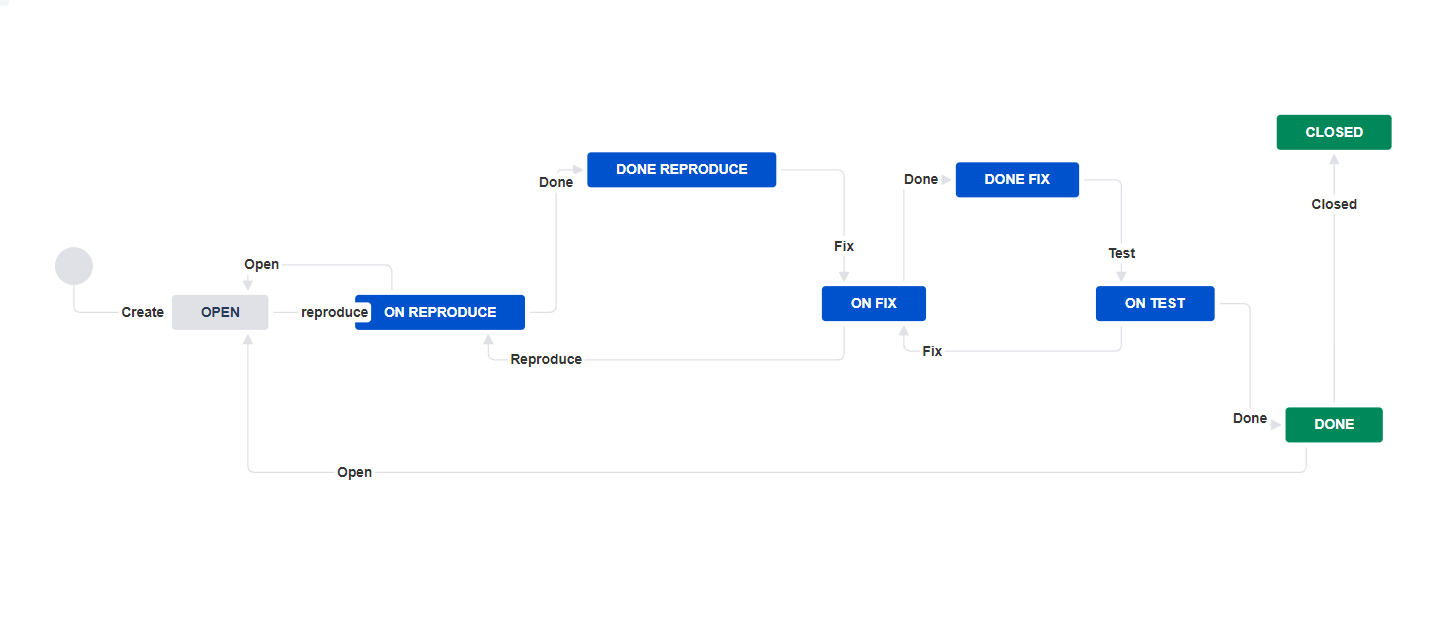 CLOSED
DONE REPRODUCE
Done
DONE FIX
Done
Closed
Fix
Test
Open
ON FIX
ON TEST
Create
OPEN
reproduce
ON REPRODUCE
Reproduce
Fix
Done
DONE
Open